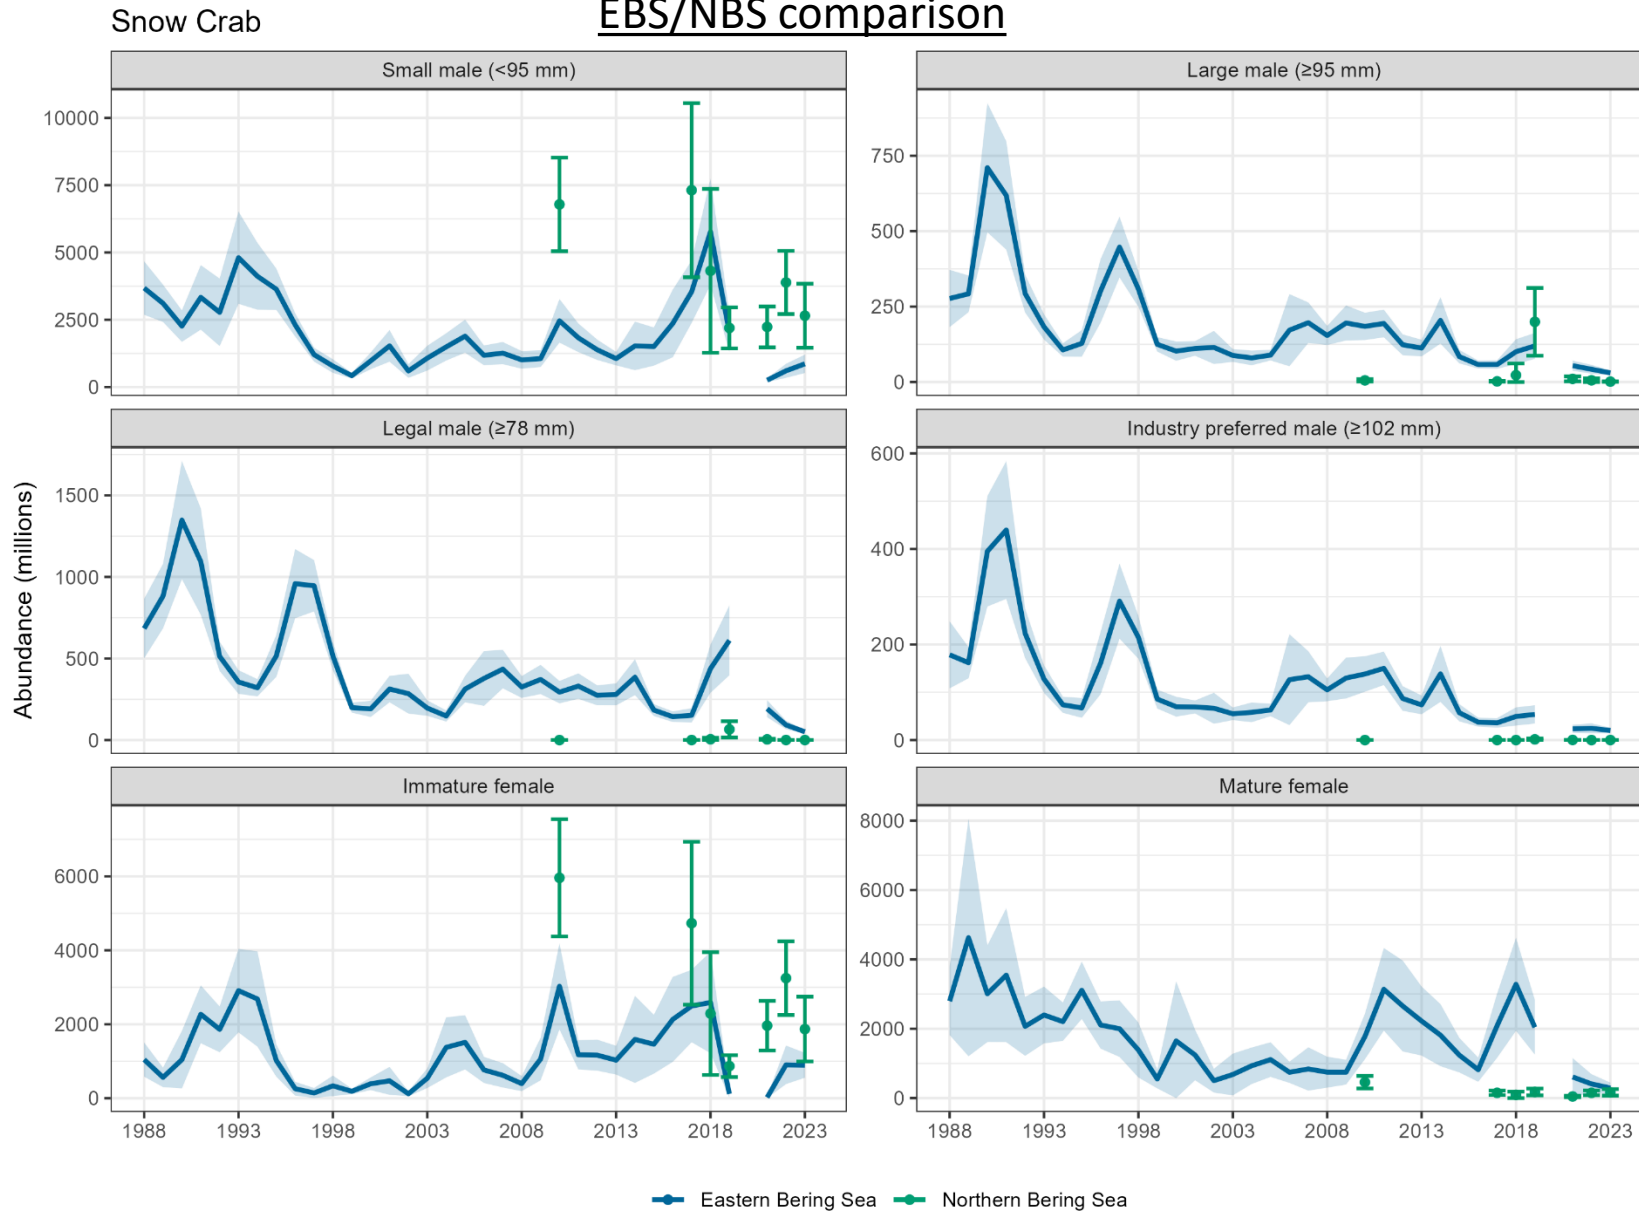 EBS/NBS comparison
Snow Crab
Small male (<95 mm)
Large male (≥95 mm)
10000
7500
5000
2500
0
750
500
250
0
Legal male (≥78 mm)
Industry preferred male (≥102 mm)
Abundance (millions)
1500
1000
500
0
600
400
200
0
Immature female
Mature female
6000
4000
2000
0
8000
6000
4000
2000
0
1988 1993 1998 2003 2008 2013 2018 2023
1988 1993 1998 2003 2008 2013 2018 2023
Eastern Bering Sea Northern Bering Sea